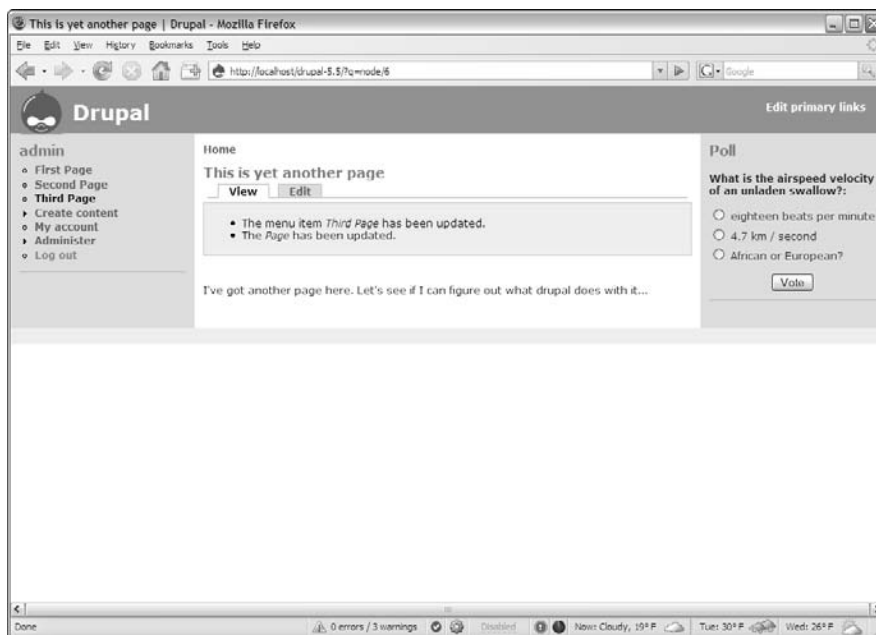 This is yet another page | Drupal - Mozilla Firefox
File Edit View History Bookmarks Tools Help
http://localhost/drupal-5.5/?q=node/6
Google
Drupal
Edit primary links
admin
First Page
Second Page
Third Page
Create content
My account
Administer
Log out
Home
This is yet another page
View Edit
The menu item Third Page has been updated.
The Page has been updated.
I've got another page here. Let's see if I can figure out what drupal does with it...
Poll
What is the airspeed velocity
of an unladen swallow?:
eighteen beats per minute
4.7 km / second
African or European?
Vote
Done
0 errors / 3 warnings
Disabled
Now: Cloudy, 19° F
Tue: 30° F
Wed: 26° F